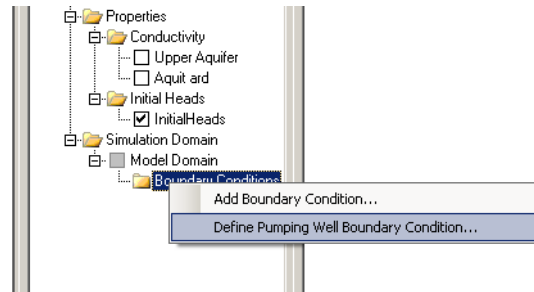 Properties
Conductivity
Upper Aquifer
Aquit ard
Initial Heads
InitialHeads
Simulation Domain
Model Domain
Boundary Conditions
Add Boundary Condition...
Define Pumping Well Boundary Condition...